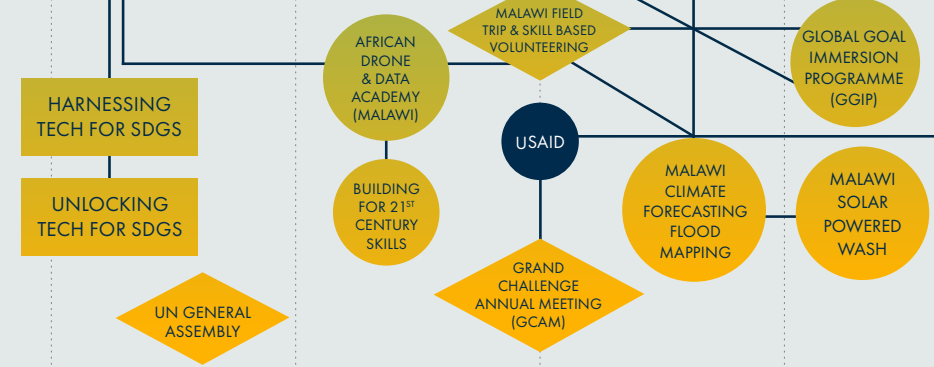 MALAWI FIELD
TRIP & SKILL BASED
VOLUNTEERING
AFRICAN
DRONE
& DATA
ACADEMY
(MALAWI)
GLOBAL GOAL
IMMERSION
PROGRAMME
(GGIP)
HARNESSING
TECH FOR SDGS
USAID
UNLOCKING
TECH FOR SDGS
BUILDING
FOR 21ST
CENTURY
SKILLS
MALAWI
CLIMATE
FORECASTING
FLOOD
MAPPING
MALAWI
SOLAR
POWERED
WASH
GRAND
CHALLENGE
ANNUAL MEETING
(GCAM)
UN GENERAL
ASSEMBLY